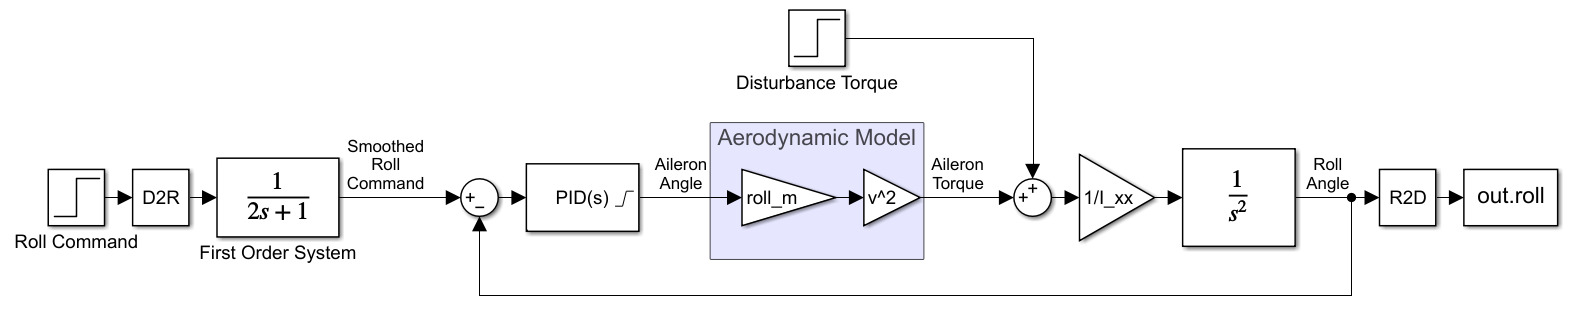 Disturbance Torque
Aerodynamic Model
Smoothed
Roll
Command
Aileron
Angle
Aileron
Torque
Roll
Angle
D2R
1
2s + 1
+
−
PID(s)
roll_m
v^2
+
+
1/I_xx
1
s²
R2D
out.roll
Roll Command
First Order System